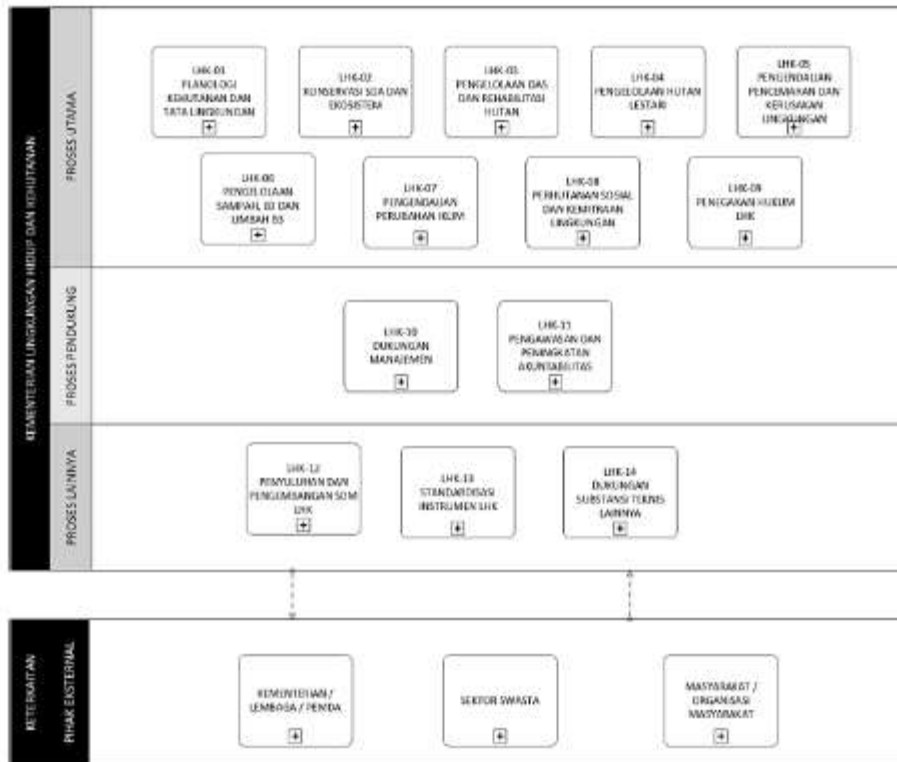 KEMENTERIAN LINGKUNGAN HIDUP DAN KEHUTANAN
PROSES UTAMA
LHK-01
PLANOLOGI
KEHUTANAN DAN
TATA LINGKUNGAN
LHK-02
KONSERVASI SDA DAN
EKOSISTEM
LHK-03
PENGELOLAAN DAS
DAN REHABILITASI
HUTAN
LHK-04
PENGELOLAAN HUTAN
LESTARI
LHK-05
PENGENDALIAN
PENCEMARAN DAN
KERUSAKAN
LINGKUNGAN
LHK-06
PENGELOLAAN
SAMPAH, B3 DAN
LIMBAH B3
LHK-07
PENGENDALIAN
PERUBAHAN IKLIM
LHK-08
PERHUTANAN SOSIAL
DAN KEMITRAAN
LINGKUNGAN
LHK-09
PENEGAKAN HUKUM
LHK
PROSES PENDUKUNG
LHK-10
DUKUNGAN
MANAJEMEN
LHK-11
PENGAWASAN DAN
PENINGKATAN
AKUNTABILITAS
PROSES LAINNYA
LHK-12
PENYULUHAN DAN
PENGEMBANGAN SDM
LHK
LHK-13
STANDARDISASI
INSTRUMEN LHK
LHK-14
DUKUNGAN
SUBSTANSI TEKNIS
LAINNYA
KETERKAITAN
PIHAK EKSTERNAL
KEMENTERIAN /
LEMBAGA / PEMDA
SEKTOR SWASTA
MASYARAKAT /
ORGANISASI
MASYARAKAT